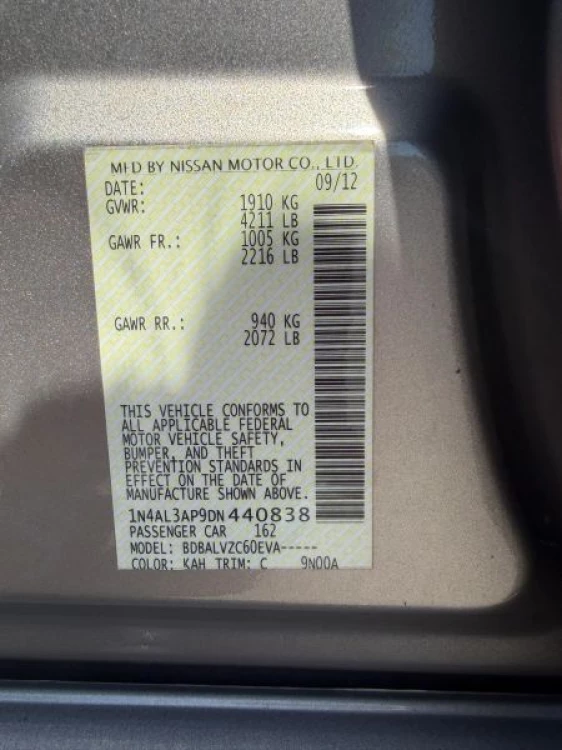 MFD BY NISSAN MOTOR CO., LTD.
DATE: 09/12
GVWR: 1910 KG
4211 LB
GAWR FR.: 1005 KG
2216 LB
GAWR RR.: 940 KG
2072 LB
THIS VEHICLE CONFORMS TO
ALL APPLICABLE FEDERAL
MOTOR VEHICLE SAFETY,
BUMPER, AND THEFT
PREVENTION STANDARDS IN
EFFECT ON THE DATE OF
MANUFACTURE SHOWN ABOVE.
1N4AL3AP9DN440838
PASSENGER CAR 162
MODEL: BDBALVZC60EVA-----
COLOR: KAH TRIM: C 9N00A